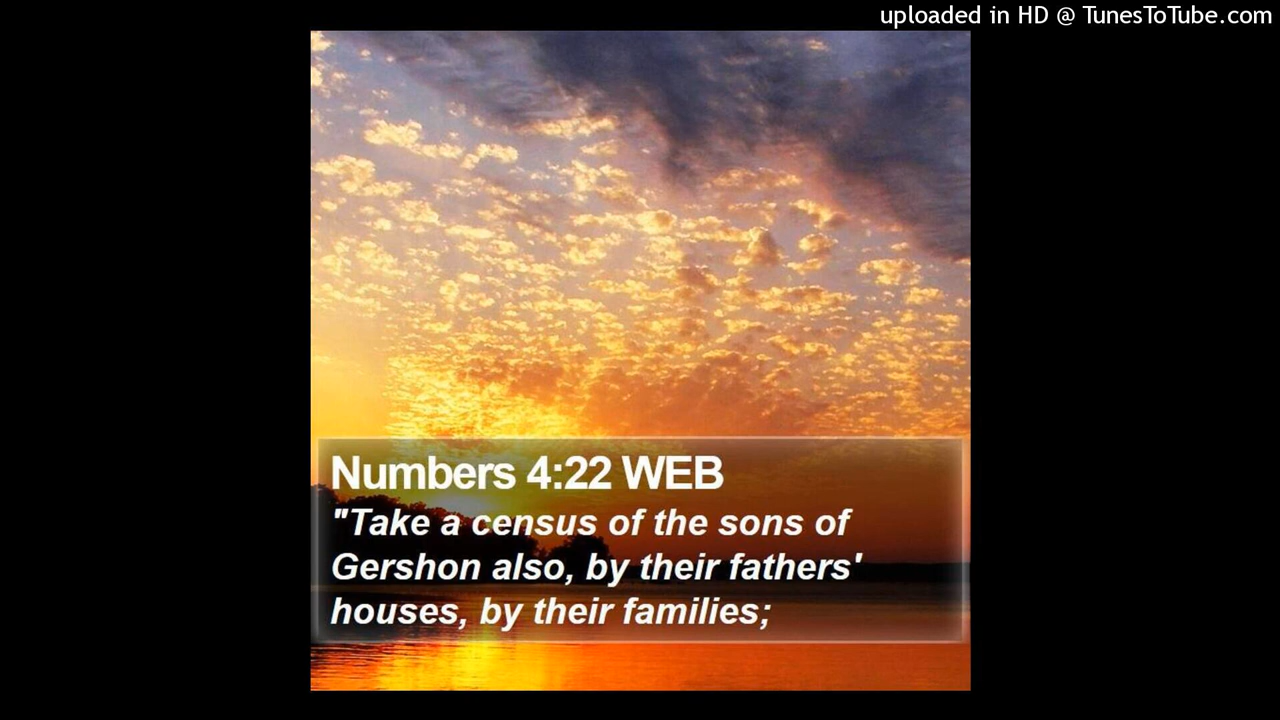 uploaded in HD @ TunesToTube.com
Numbers 4:22 WEB
"Take a census of the sons of
Gershon also, by their fathers'
houses, by their families;